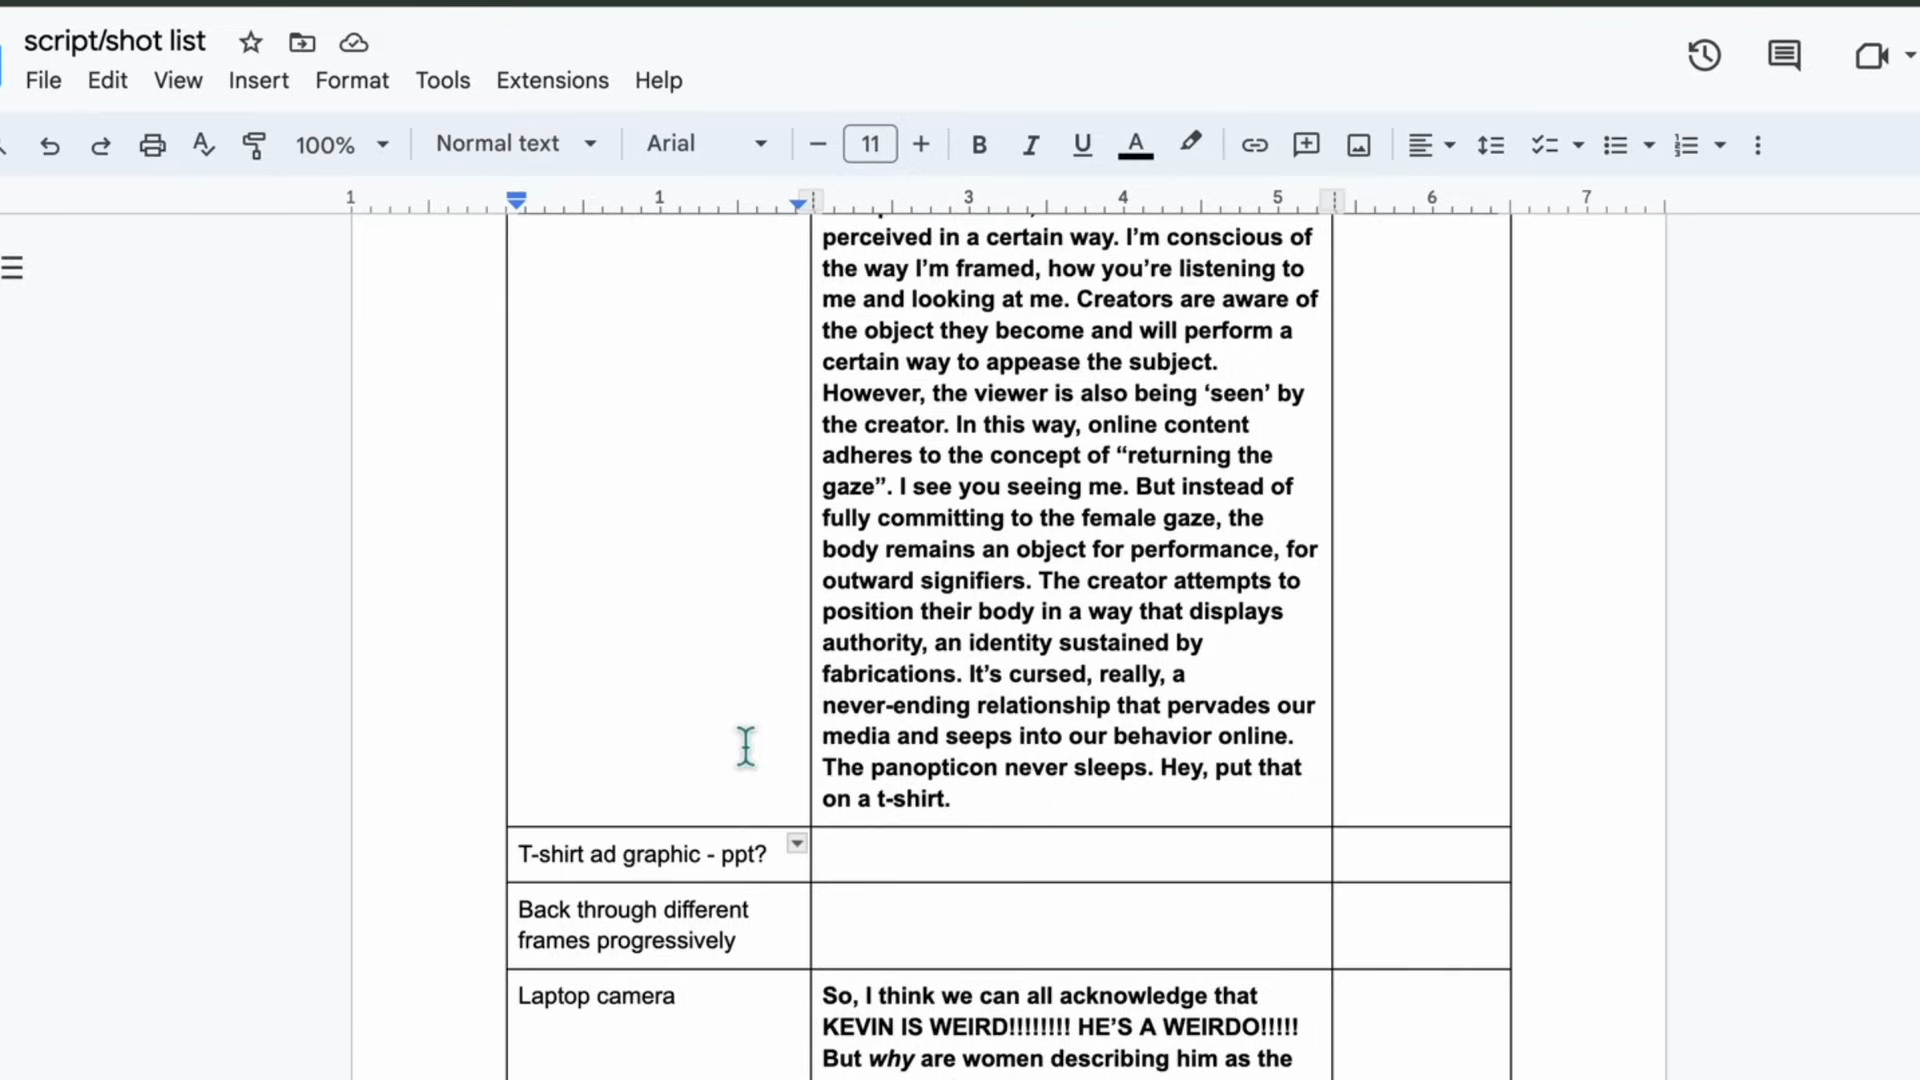 script/shot list
File Edit View Insert Format Tools Extensions Help
100% Normal text Arial 11
1 1 3 4 5 6 7
perceived in a certain way. I’m conscious of
the way I’m framed, how you’re listening to
me and looking at me. Creators are aware of
the object they become and will perform a
certain way to appease the subject.
However, the viewer is also being ‘seen’ by
the creator. In this way, online content
adheres to the concept of “returning the
gaze”. I see you seeing me. But instead of
fully committing to the female gaze, the
body remains an object for performance, for
outward signifiers. The creator attempts to
position their body in a way that displays
authority, an identity sustained by
fabrications. It’s cursed, really, a
never-ending relationship that pervades our
media and seeps into our behavior online.
The panopticon never sleeps. Hey, put that
on a t-shirt.
T-shirt ad graphic - ppt?
Back through different
frames progressively
Laptop camera
So, I think we can all acknowledge that
KEVIN IS WEIRD!!!!!!!! HE’S A WEIRDO!!!!!
But why are women describing him as the